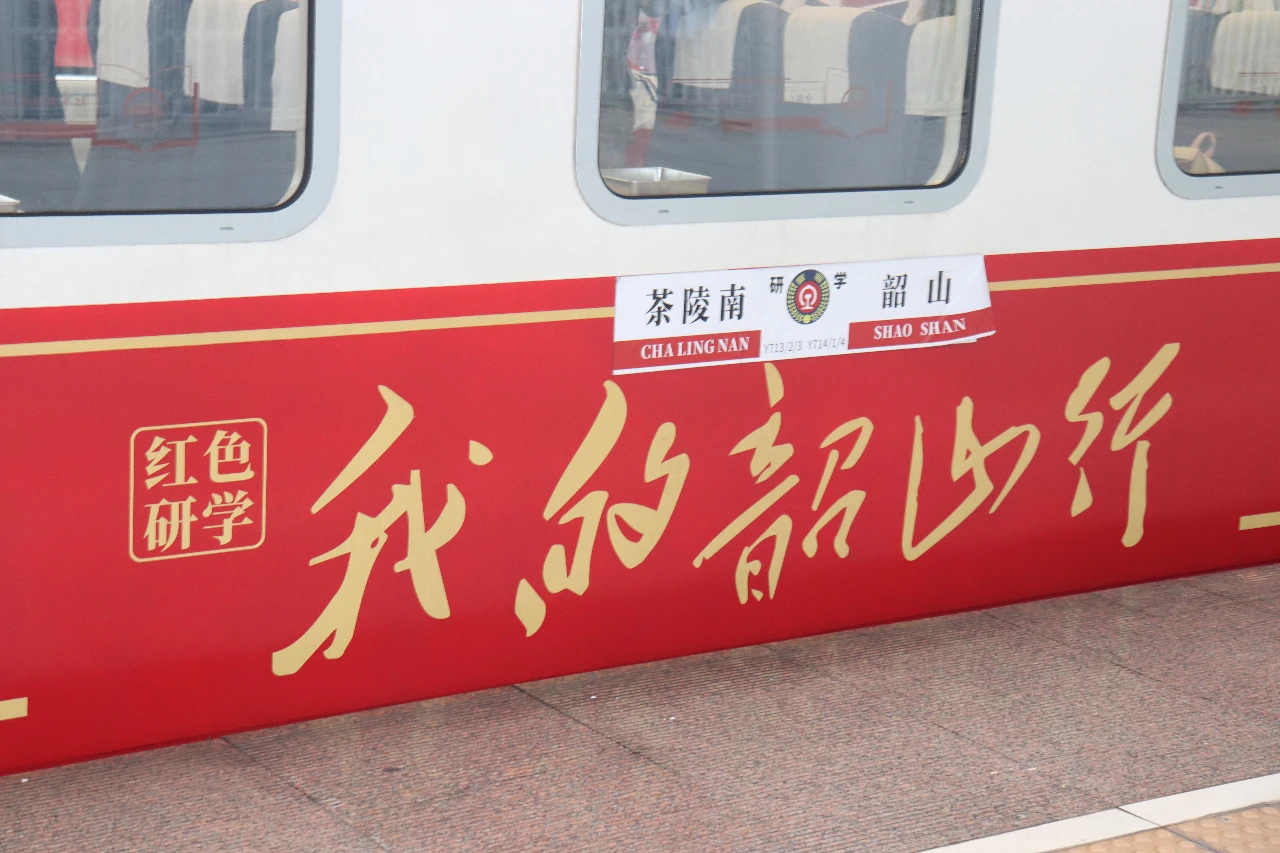 茶陵南 研学 韶山
CHA LING NAN Y713/2/3 Y714/1/4 SHAO SHAN
红色
研学
我的韶山行